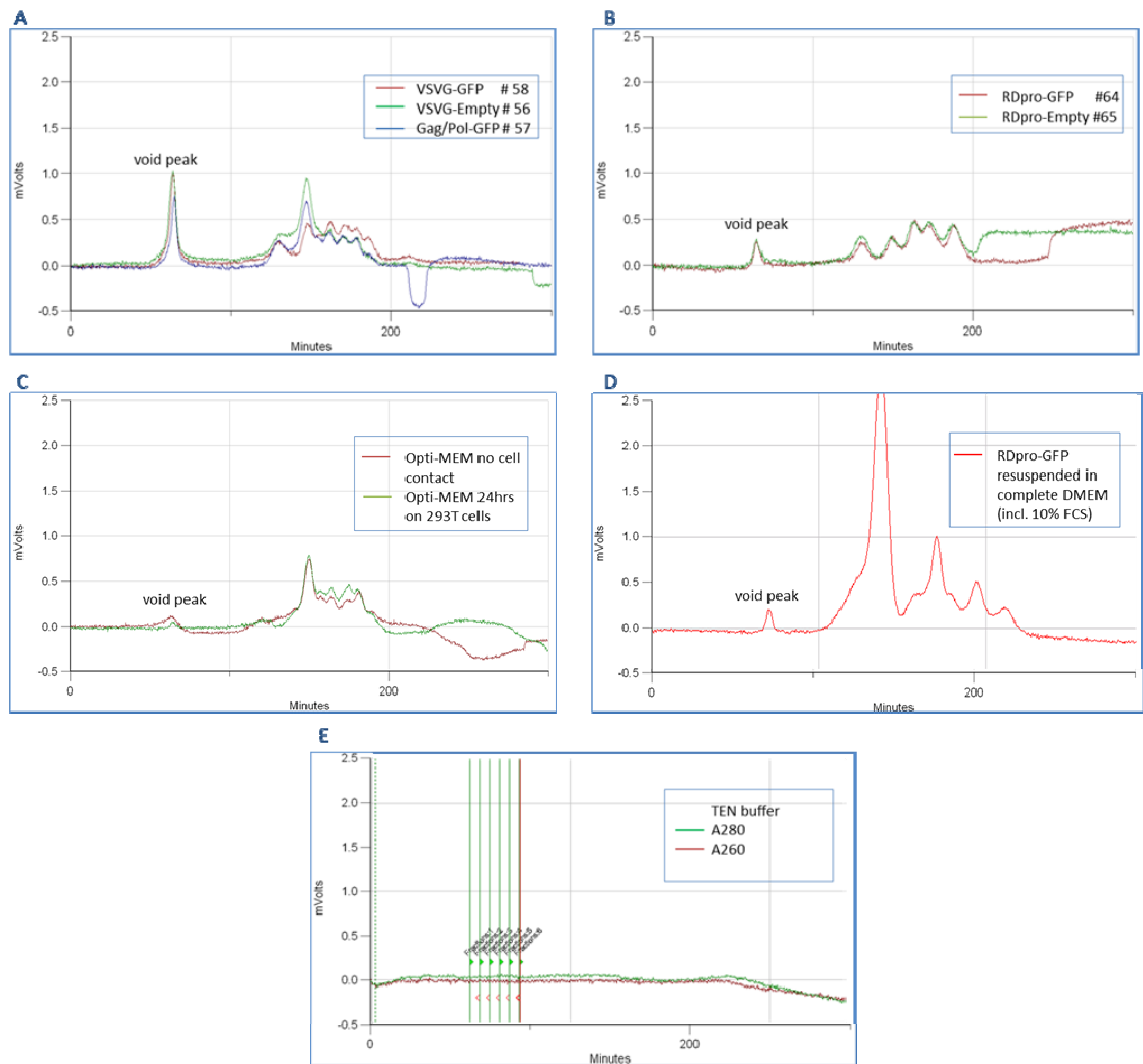 A
2.5
2.0
1.5
1.0
0.5
0.0
-0.5
mVolts
void peak
VSVG-GFP # 58
VSVG-Empty # 56
Gag/Pol-GFP # 57
0
200
Minutes
B
2.5
2.0
1.5
1.0
0.5
0.0
-0.5
mVolts
void peak
RDpro-GFP #64
RDpro-Empty #65
0
200
Minutes
C
2.5
2.0
1.5
1.0
0.5
0.0
-0.5
mVolts
void peak
Opti-MEM no cell
contact
Opti-MEM 24hrs
on 293T cells
0
200
Minutes
D
2.5
2.0
1.5
1.0
0.5
0.0
-0.5
mVolts
void peak
RDpro-GFP
resuspended in
complete DMEM
(incl. 10% FCS)
0
200
Minutes
E
2.5
2.0
1.5
1.0
0.5
0.0
-0.5
mVolts
TEN buffer
A280
A260
0
200
Minutes